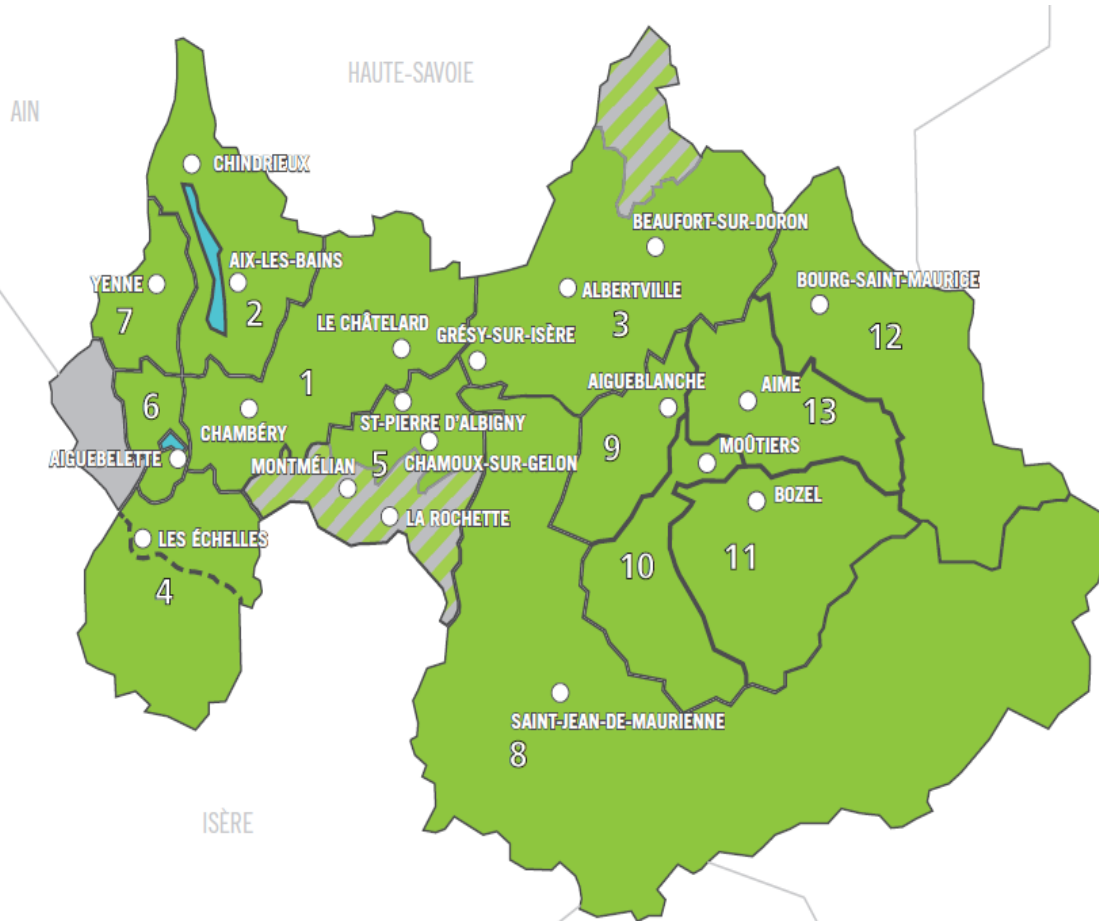 HAUTE-SAVOIE
AIN
CHINDRIEUX
BEAUFORT-SUR-DORON
AIX-LES-BAINS
YENNE
BOURG-SAINT-MAURICE
ALBERTVILLE
2
7
LE CHÂTELARD
3
GRÉSY-SUR-ISÈRE
12
1
AIGUEBLANCHE
AIME
6
13
ST-PIERRE D'ALBIGNY
CHAMBÉRY
9
MOÛTIERS
AIGUEBELETTE
MONTMÉLIAN
5
CHAMOUX-SUR-GELON
BOZEL
LA ROCHETTE
LES ÉCHELLES
11
10
4
SAINT-JEAN-DE-MAURIENNE
8
ISÈRE